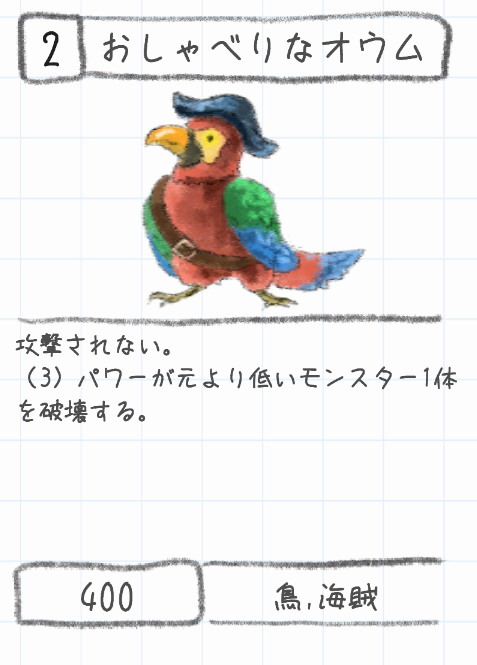 2 おしゃべりなオウム
攻撃されない。
（3）パワーが元より低いモンスター1体
を破壊する。
400 鳥,海賊